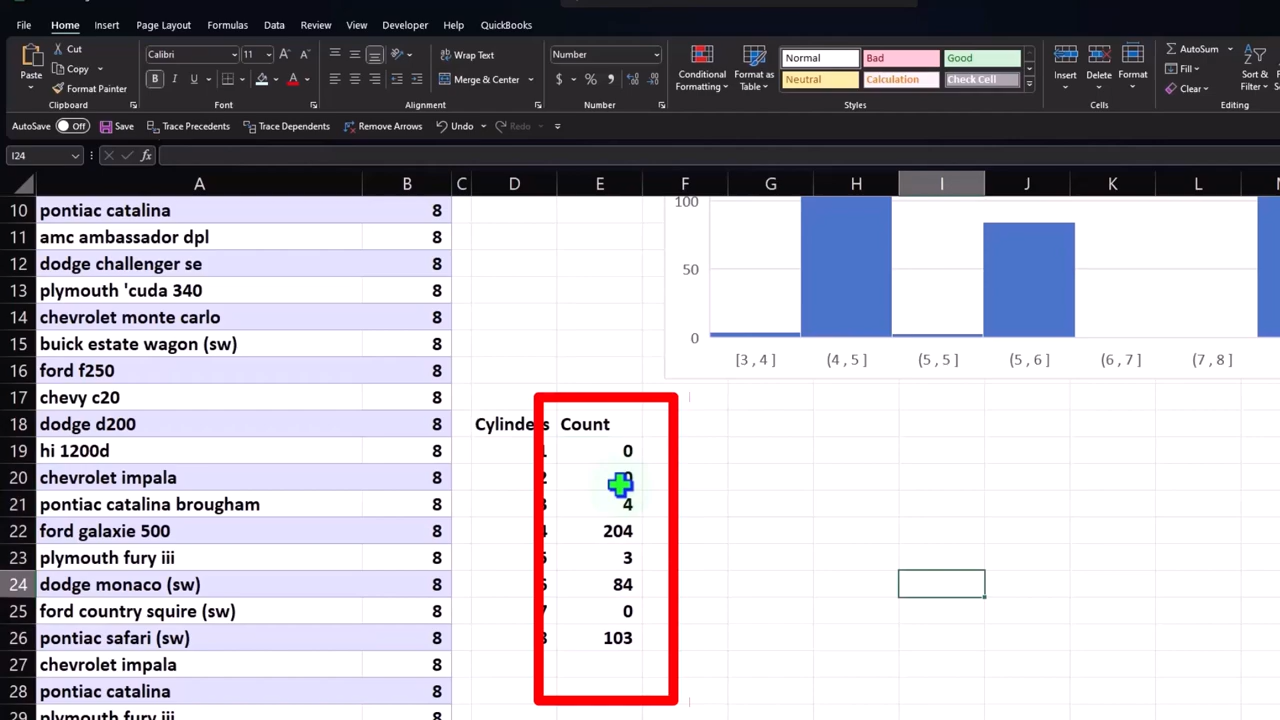 File Home Insert Page Layout Formulas Data Review View Developer Help QuickBooks
Paste Cut Copy Format Painter Clipboard
Calibri 11 A A B I U A Font
Wrap Text Merge & Center Alignment
Number $ % Number
Conditional Formatting Format as Table
Normal Bad Good
Neutral Calculation Check Cell
Styles
Insert Delete Format Cells
AutoSum Fill Clear Sort & Filter Editing
AutoSave Off Save Trace Precedents Trace Dependents Remove Arrows Undo Redo
I24 fx
A B C D E F G H I J K L
10 pontiac catalina 8
11 amc ambassador dpl 8
12 dodge challenger se 8
13 plymouth 'cuda 340 8
14 chevrolet monte carlo 8
15 buick estate wagon (sw) 8
16 ford f250 8
17 chevy c20 8
18 dodge d200 8 Cylinders Count
19 hi 1200d 8 1 0
20 chevrolet impala 8 2
21 pontiac catalina brougham 8 3 4
22 ford galaxie 500 8 4 204
23 plymouth fury iii 8 3
24 dodge monaco (sw) 8 84
25 ford country squire (sw) 8 7 0
26 pontiac safari (sw) 8 8 103
27 chevrolet impala 8
28 pontiac catalina 8
29 plymouth fury iii 8
100
50
0
[3 , 4] (4 , 5] (5 , 5] (5 , 6] (6 , 7] (7 , 8]